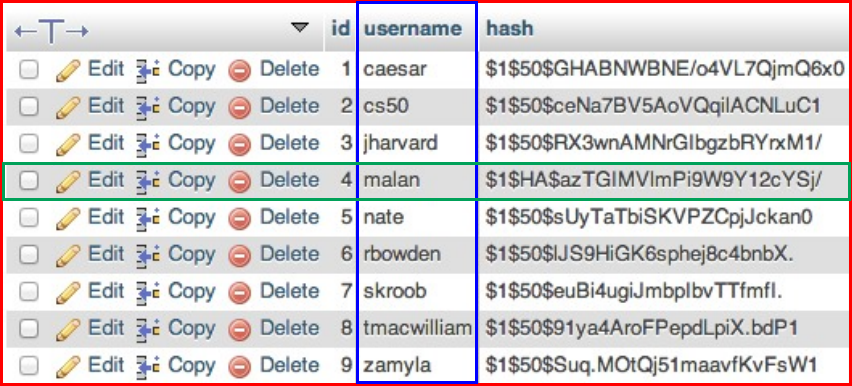 id username hash
Edit Copy Delete 1 caesar $1$50$GHABNWBNE/o4VL7QjmQ6x0
Edit Copy Delete 2 cs50 $1$50$ceNa7BV5AoVQqilACNLuC1
Edit Copy Delete 3 jharvard $1$50$RX3wnAMNrGIbgzbRYrxM1/
Edit Copy Delete 4 malan $1$HA$azTGIMVlmPi9W9Y12cYSj/
Edit Copy Delete 5 nate $1$50$sUyTaTbiSKVPZCpjJckan0
Edit Copy Delete 6 rbowden $1$50$lJS9HiGK6sphej8c4bnbX.
Edit Copy Delete 7 skroob $1$50$euBi4ugiJmbpIbvTTfmfI.
Edit Copy Delete 8 tmacwilliam $1$50$91ya4AroFPepdLpiX.bdP1
Edit Copy Delete 9 zamyla $1$50$Suq.MOtQj51maavfKvFsW1